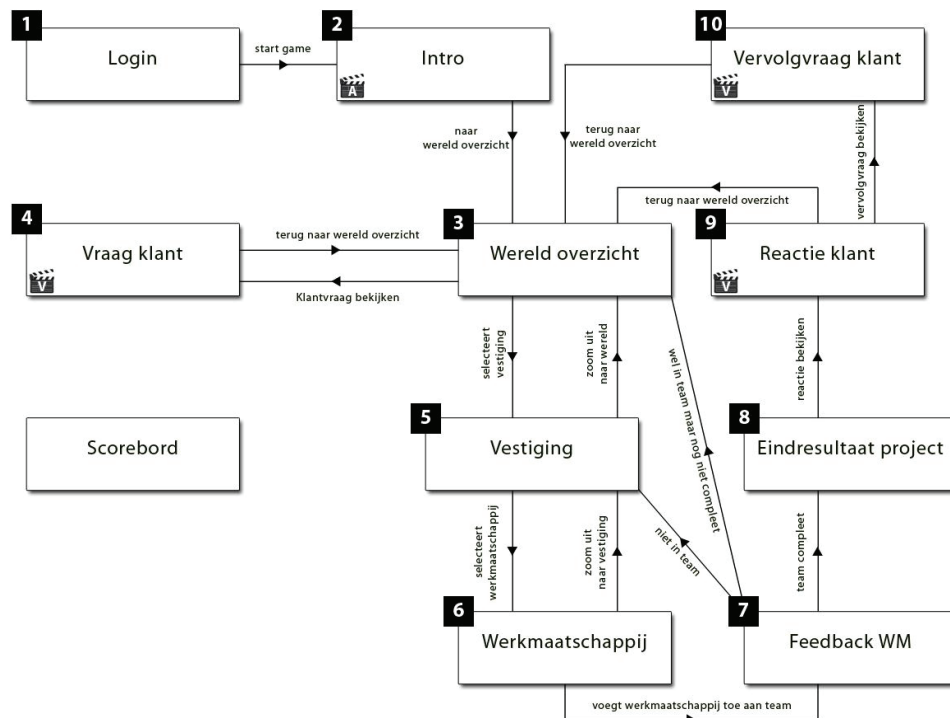 1
Login
start game
2
Intro
A
10
Vervolgvraag klant
V
naar
wereld overzicht
terug naar
wereld overzicht
vervolgvraag bekijken
terug naar wereld overzicht
4
Vraag klant
V
terug naar wereld overzicht
Klantvraag bekijken
3
Wereld overzicht
9
Reactie klant
V
selecteert
vestiging
zoom uit
naar wereld
wel in team maar nog niet compleet
reactie bekijken
Scorebord
5
Vestiging
8
Eindresultaat project
selecteert
werkmaatschappij
zoom uit
naar vestiging
niet in team
team compleet
6
Werkmaatschappij
7
Feedback WM
voegt werkmaatschappij toe aan team